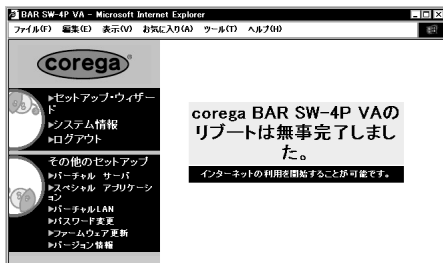 BAR SW-4P VA - Microsoft Internet Explorer
ファイル(F) 編集(E) 表示(V) お気に入り(A) ツール(T) ヘルプ(H)
corega
▶セットアップ・ウィザー
ド
▶システム情報
▶ログアウト
その他のセットアップ
▶バーチャル サーバ
▶スペシャル アプリケーシ
ョン
▶バーチャルLAN
▶パスワード変更
▶ファームウェア更新
▶バージョン情報
corega BAR SW-4P VAの
リブートは無事完了しまし
た。
インターネットの利用を開始することが可能です。